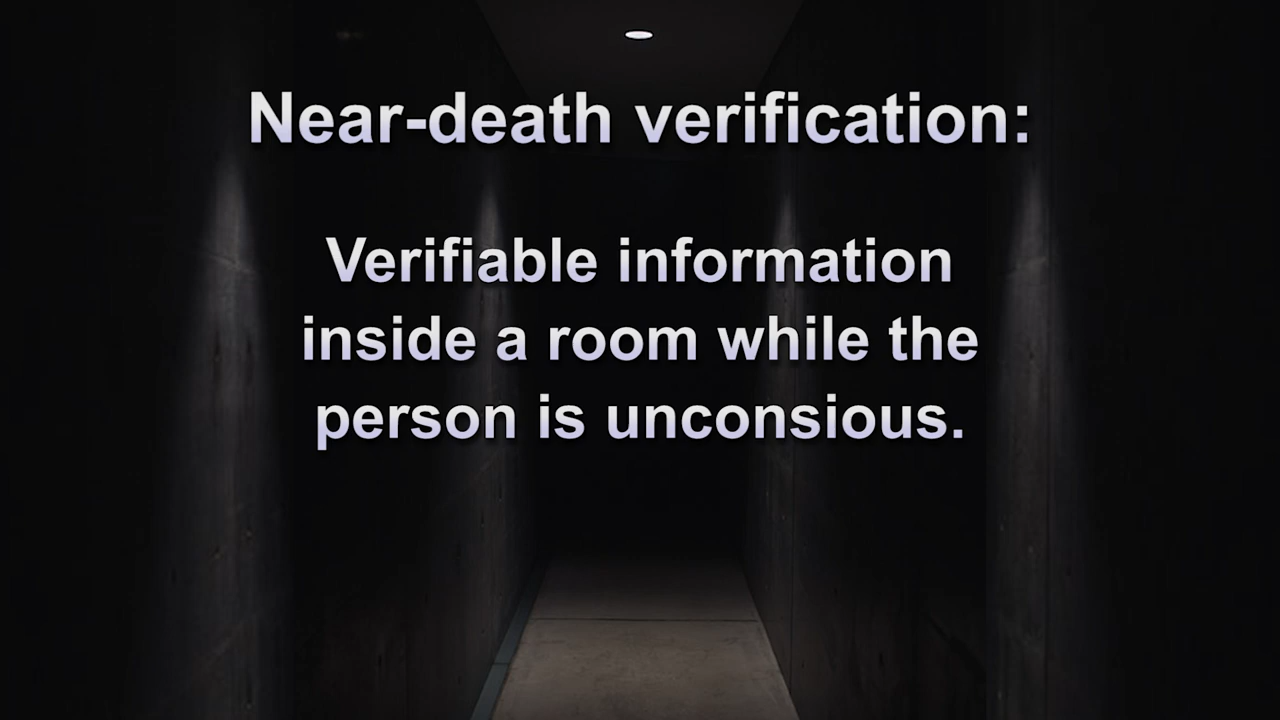 Near-death verification:
Verifiable information
inside a room while the
person is unconsious.